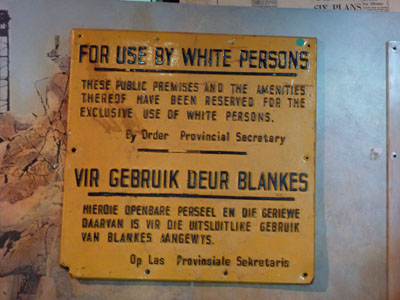 SIX PLANS
FOR USE BY WHITE PERSONS
THESE PUBLIC PREMISES AND THE AMENITIES
THEREOF HAVE BEEN RESERVED FOR THE
EXCLUSIVE USE OF WHITE PERSONS.
By Order Provincial Secretary
VIR GEBRUIK DEUR BLANKES
HIERDIE OPENBARE PERSEEL EN DIE GERIEWE
DAARVAN IS VIR DIE UITSLUITLIKE GEBRUIK
VAN BLANKES AANGEWYS.
Op Las Provinsiale Sekretaris